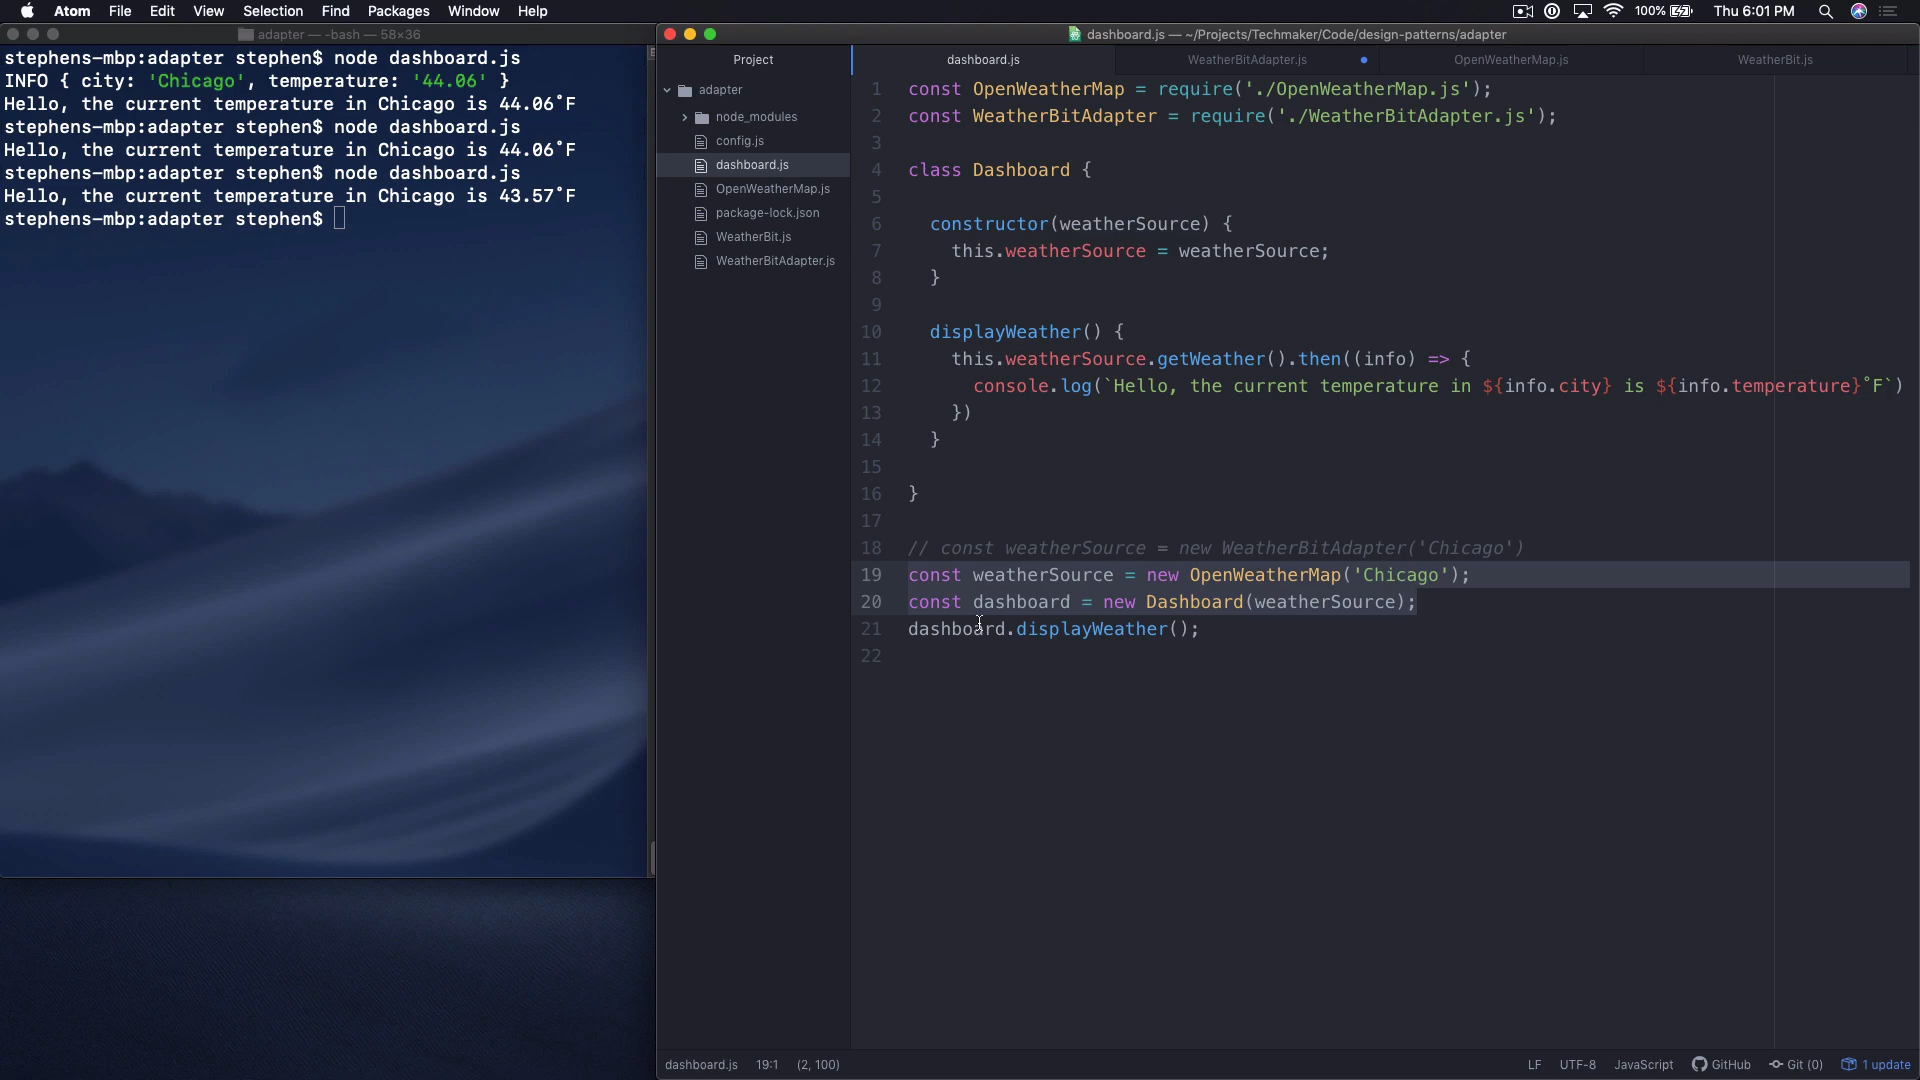 Atom File Edit View Selection Find Packages Window Help 100% Thu 6:01 PM
adapter — -bash — 58×36
stephens-mbp:adapter stephen$ node dashboard.js
INFO { city: 'Chicago', temperature: '44.06' }
Hello, the current temperature in Chicago is 44.06˚F
stephens-mbp:adapter stephen$ node dashboard.js
Hello, the current temperature in Chicago is 44.06˚F
stephens-mbp:adapter stephen$ node dashboard.js
Hello, the current temperature in Chicago is 43.57˚F
stephens-mbp:adapter stephen$
dashboard.js — ~/Projects/Techmaker/Code/design-patterns/adapter
Project
adapter
node_modules
config.js
dashboard.js
OpenWeatherMap.js
package-lock.json
WeatherBit.js
WeatherBitAdapter.js
dashboard.js WeatherBitAdapter.js OpenWeatherMap.js WeatherBit.js
1 const OpenWeatherMap = require('./OpenWeatherMap.js');
2 const WeatherBitAdapter = require('./WeatherBitAdapter.js');
3
4 class Dashboard {
5
6 constructor(weatherSource) {
7 this.weatherSource = weatherSource;
8 }
9
10 displayWeather() {
11 this.weatherSource.getWeather().then((info) => {
12 console.log(`Hello, the current temperature in ${info.city} is ${info.temperature}˚F`)
13 })
14 }
15
16 }
17
18 // const weatherSource = new WeatherBitAdapter('Chicago')
19 const weatherSource = new OpenWeatherMap('Chicago');
20 const dashboard = new Dashboard(weatherSource);
21 dashboard.displayWeather();
22
dashboard.js 19:1 (2, 100) LF UTF-8 JavaScript GitHub Git (0) 1 update